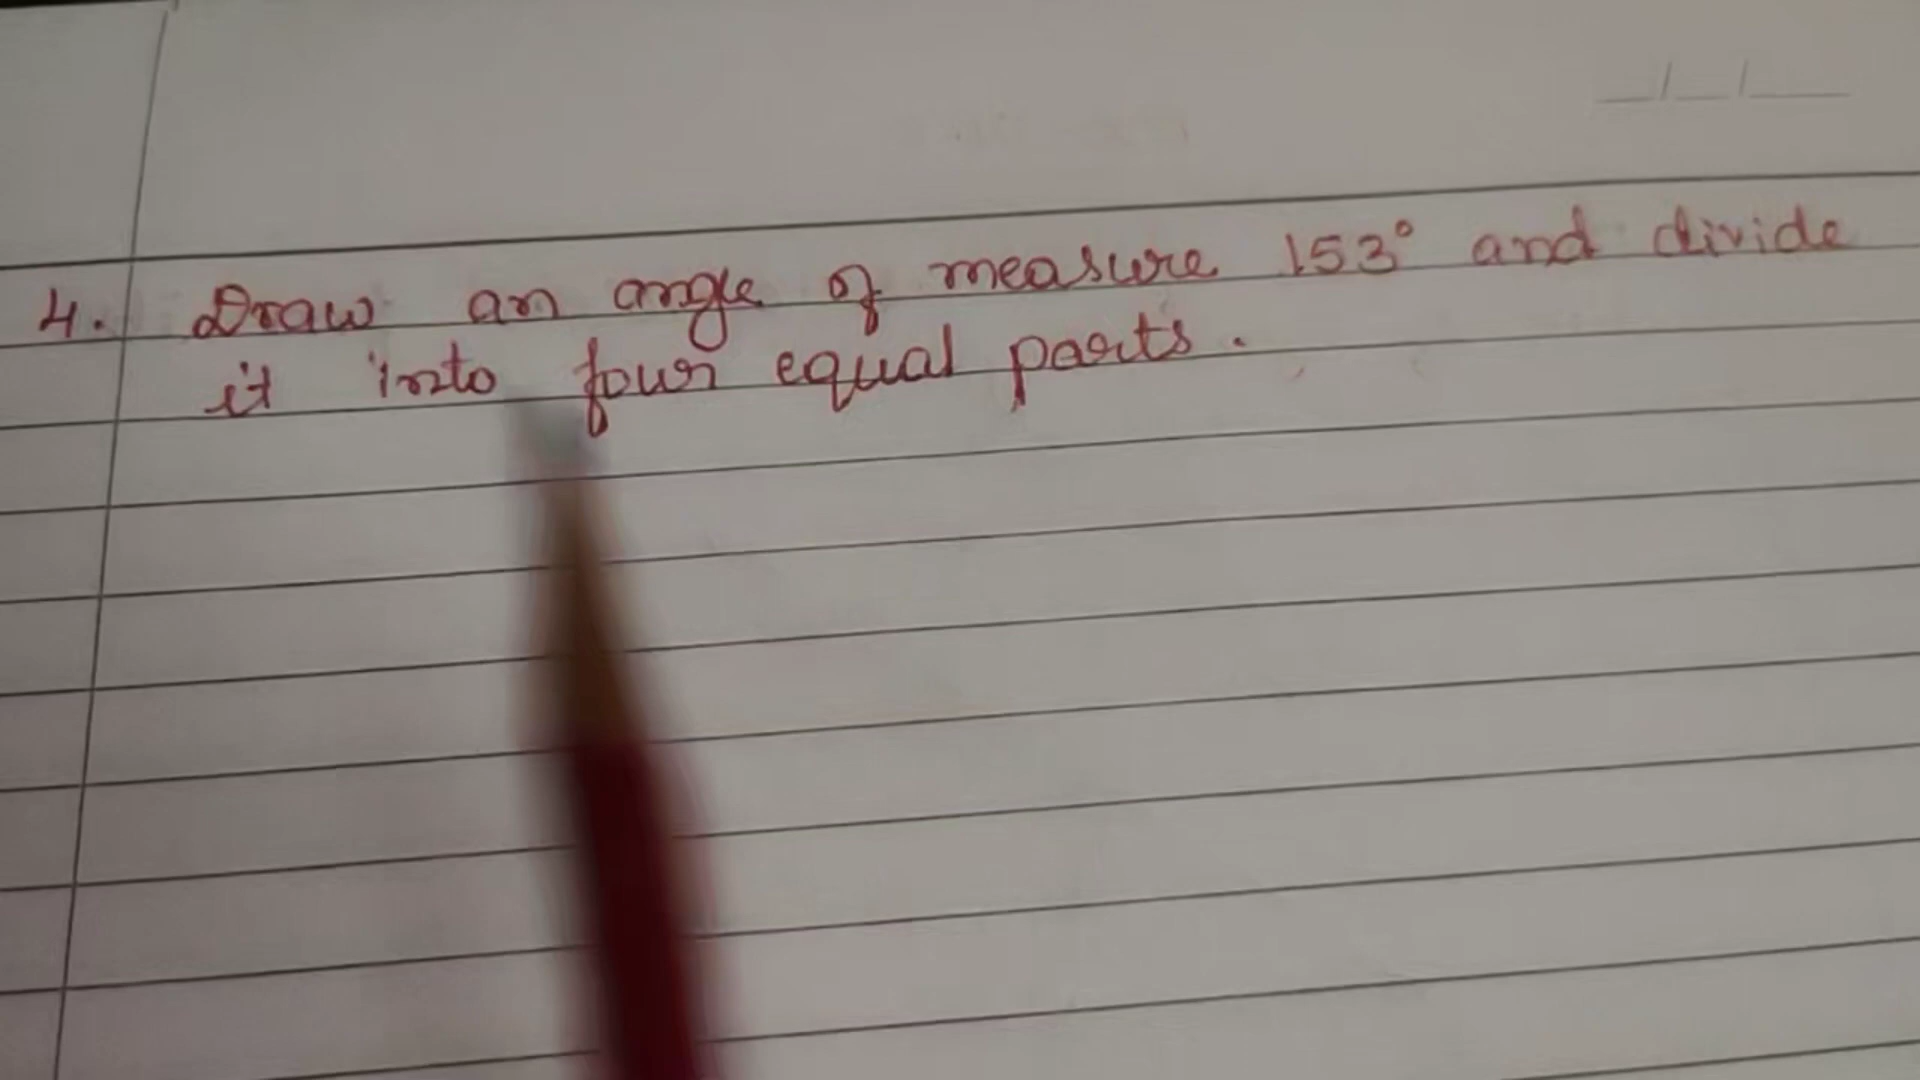 4. Draw an angle of measure 153° and divide
it into four equal parts.